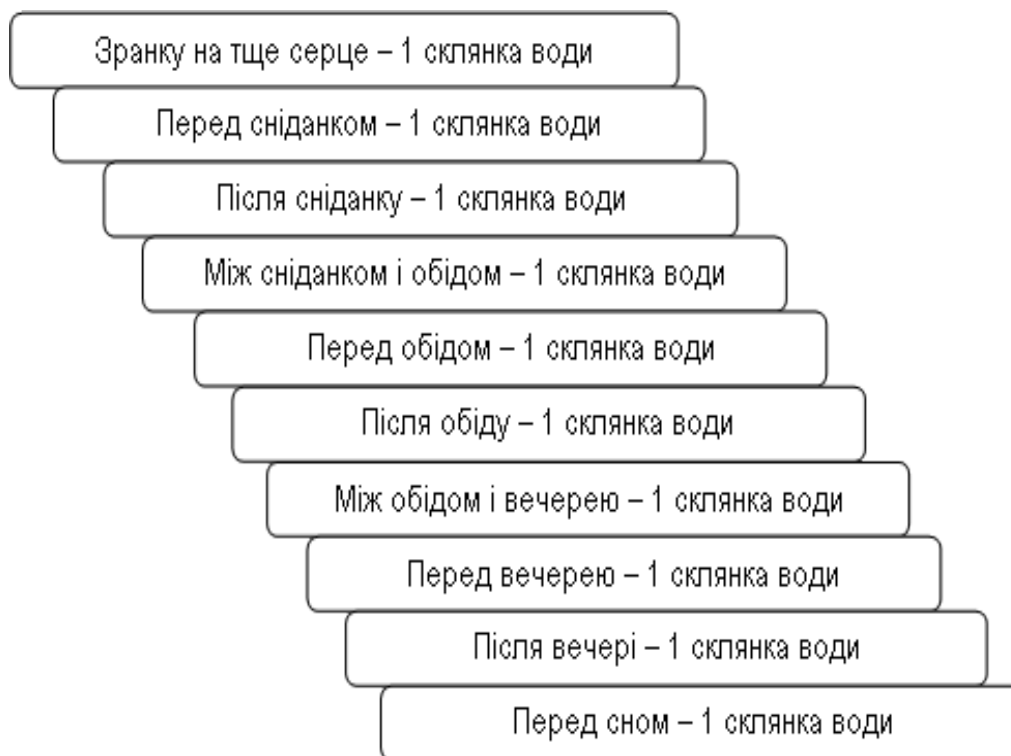 Зранку на тще серце – 1 склянка води
Перед сніданком – 1 склянка води
Після сніданку – 1 склянка води
Між сніданком і обідом – 1 склянка води
Перед обідом – 1 склянка води
Після обіду – 1 склянка води
Між обідом і вечерею – 1 склянка води
Перед вечерею – 1 склянка води
Після вечері – 1 склянка води
Перед сном – 1 склянка води